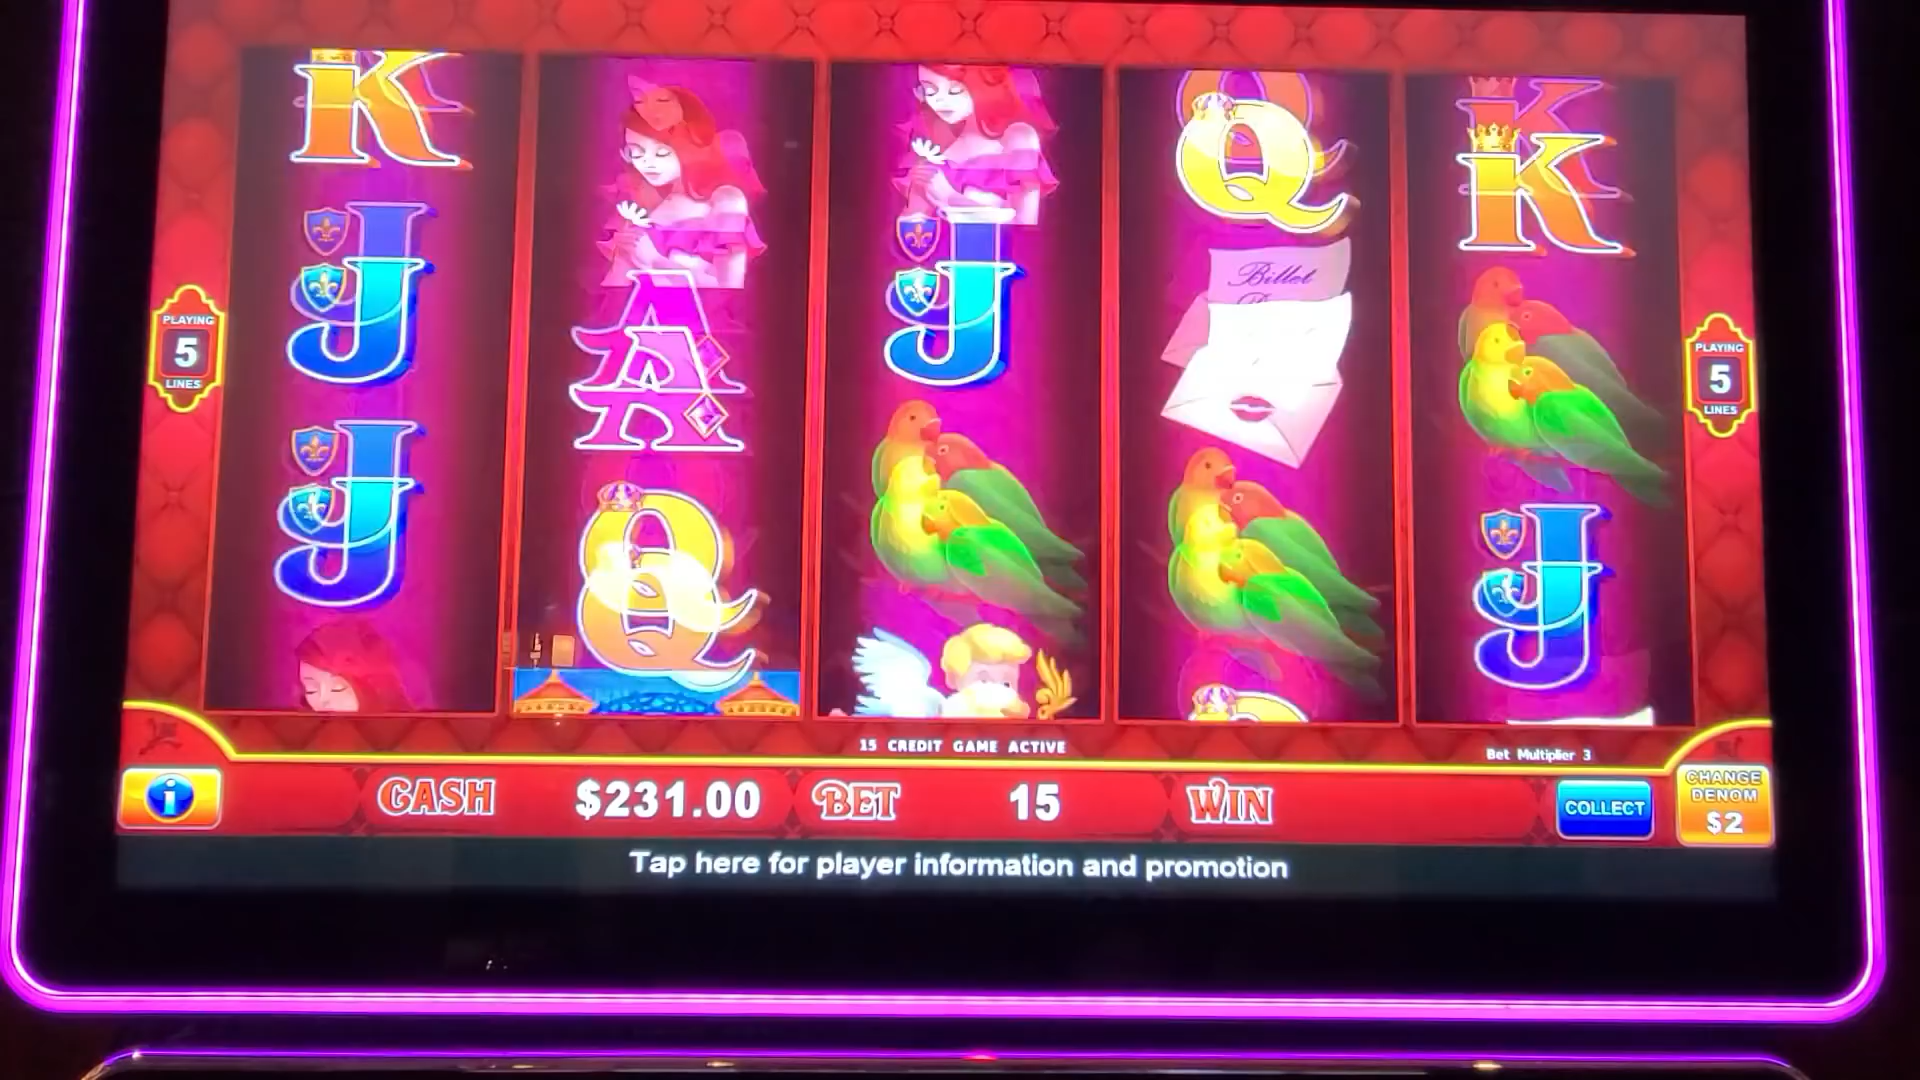 K
Q
K
J
J
Billet
A
A
J
Q
Q
J
PLAYING
5
LINES
PLAYING
5
LINES
15 CREDIT GAME ACTIVE
Bet Multiplier 3
i
CASH $231.00 BET 15 WIN
COLLECT
CHANGE
DENOM
$2
Tap here for player information and promotion